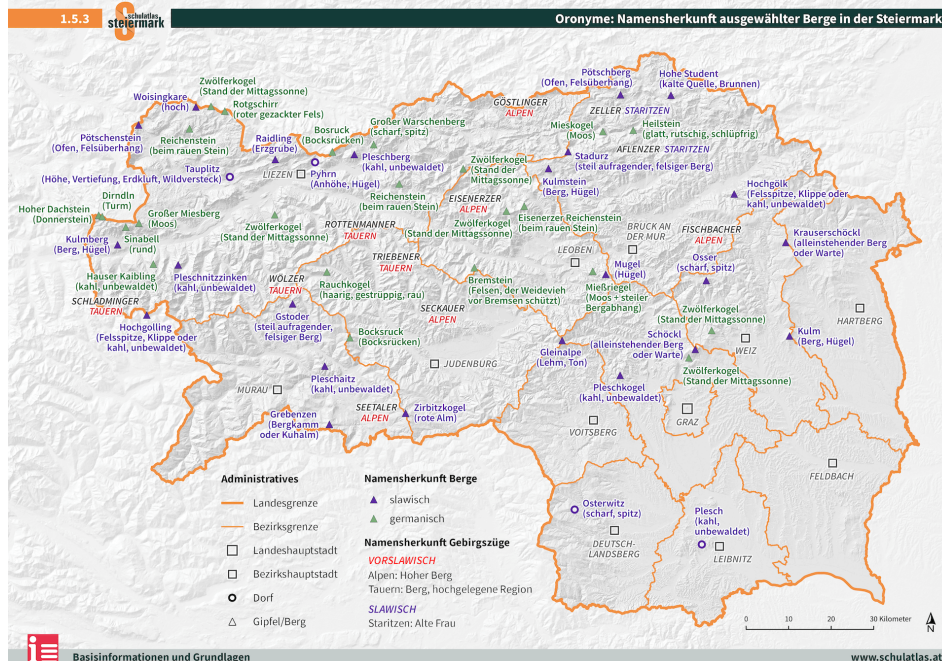 1.5.3
schulatlas
steiermark
Oronyme: Namensherkunft ausgewählter Berge in der Steiermark
Zwölferkogel
(Stand der Mittagssonne)
Woisingkare
(hoch)
Rotgschirr
(roter gezackter Fels)
Pötschenstein
(Ofen, Felsüberhang)
Reichenstein
(beim rauen Stein)
Raidling
(Erzgrube)
Bosruck
(Bocksrücken)
Großer Warschenberg
(scharf, spitz)
Pleschberg
(kahl, unbewaldet)
Tauplitz
(Höhe, Vertiefung, Erdkluft, Wildversteck)
LIEZEN
Pyhrn
(Anhöhe, Hügel)
GÖSTLINGER
ALPEN
Pötschberg
(Ofen, Felsüberhang)
Hohe Student
(kalte Quelle, Brunnen)
ZELLER STARITZEN
Mieskogel
(Moos)
Heilstein
(glatt, rutschig, schlüpfrig)
AFLENZER STARITZEN
Stadurz
(steil aufragender, felsiger Berg)
Zwölferkogel
(Stand der
Mittagssonne)
Kulmstein
(Berg, Hügel)
Hochgölk
(Felsspitze, Klippe oder
kahl, unbewaldet)
Dirndln
(Turm)
Hoher Dachstein
(Donnerstein)
Großer Miesberg
(Moos)
Kulmberg
(Berg, Hügel)
Sinabell
(rund)
Hauser Kaibling
(kahl, unbewaldet)
Pleschnitzzinken
(kahl, unbewaldet)
Zwölferkogel
(Stand der Mittagssonne)
Reichenstein
(beim rauen Stein)
EISENERZER
ALPEN
Zwölferkogel
(Stand der Mittagssonne)
Eisenerzer Reichenstein
(beim rauen Stein)
ROTTENMANNER
TAUERN
TRIEBENER
TAUERN
LEOBEN
BRUCK AN
DER MUR
FISCHBACHER
ALPEN
Krauserschöckl
(alleinstehender Berg
oder Warte)
Osser
(scharf, spitz)
Mugel
(Hügel)
Mießriegel
(Moos + steiler
Bergabhang)
Bremstein
(Felsen, der Weidevieh
vor Bremsen schützt)
WÖLZER
TAUERN
Rauchkogel
(haarig, gestruppig, rau)
SCHLADMINGER
TAUERN
Hochgolling
(Felsspitze, Klippe oder
kahl, unbewaldet)
Gstoder
(steil aufragender,
felsiger Berg)
SECKAUER
ALPEN
Bocksruck
(Bocksrücken)
Zwölferkogel
(Stand der Mittagssonne)
HARTBERG
Schöckl
(alleinstehender Berg
oder Warte)
WEIZ
Kulm
(Berg, Hügel)
Gleinalpe
(Lehm, Ton)
JUDENBURG
Zwölferkogel
(Stand der Mittagssonne)
Pleschkogel
(kahl, unbewaldet)
Pleschaitz
(kahl, unbewaldet)
MURAU
Grebenzen
(Bergkamm
oder Kuhalm)
SEETALER
ALPEN
Zirbitzkogel
(rote Alm)
VOITSBERG
GRAZ
FELDBACH
Osterwitz
(scharf, spitz)
DEUTSCH-
LANDSBERG
Plesch
(kahl,
unbewaldet)
LEIBNITZ
Administratives
Landesgrenze
Bezirksgrenze
Landeshauptstadt
Bezirkshauptstadt
Dorf
Gipfel/Berg
Namensherkunft Berge
slawisch
germanisch
Namensherkunft Gebirgszüge
VORSLAWISCH
Alpen: Hoher Berg
Tauern: Berg, hochgelegene Region
SLAWISCH
Staritzen: Alte Frau
0 10 20 30 Kilometer
N
Basisinformationen und Grundlagen
www.schulatlas.at